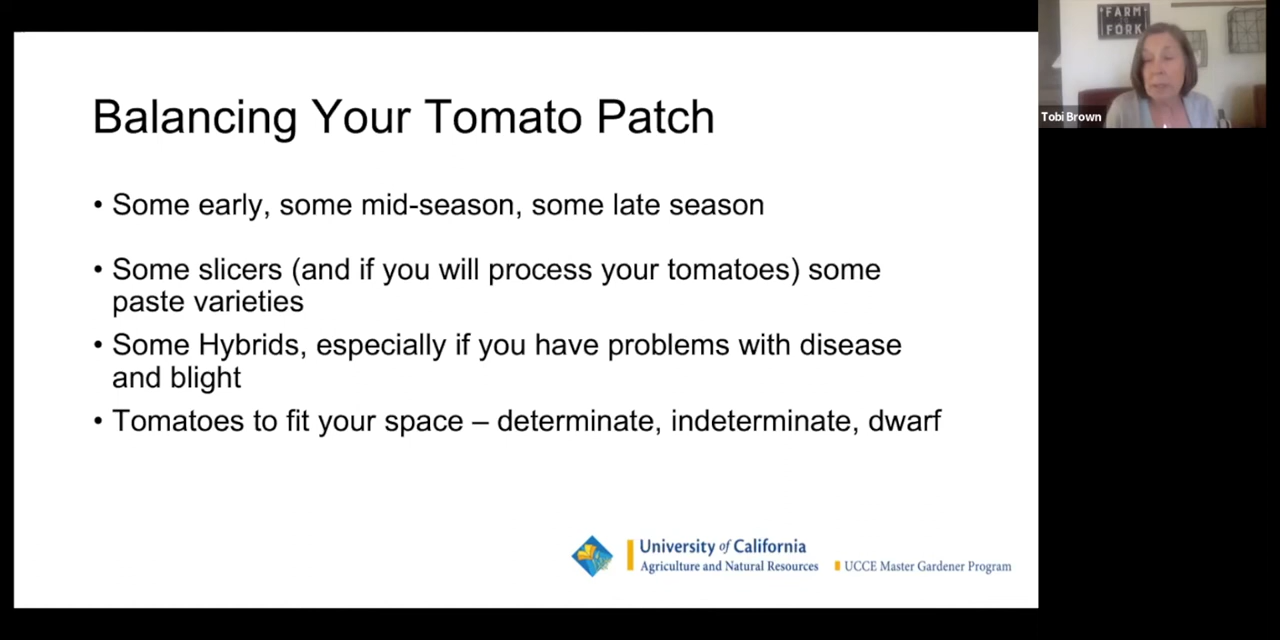 FARM
FORK
Tobi Brown
Balancing Your Tomato Patch
• Some early, some mid-season, some late season
• Some slicers (and if you will process your tomatoes) some
paste varieties
• Some Hybrids, especially if you have problems with disease
and blight
• Tomatoes to fit your space – determinate, indeterminate, dwarf
University of California
Agriculture and Natural Resources
UCCE Master Gardener Program